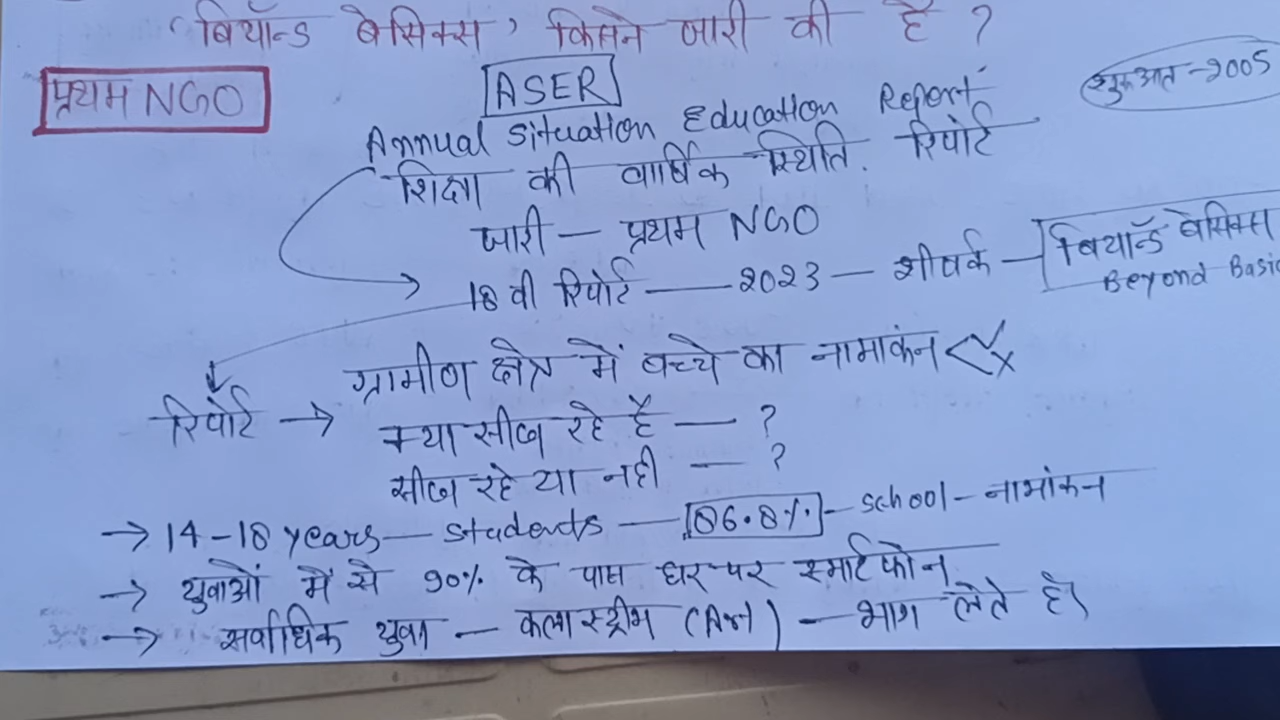 'बियॉन्ड बेसिक्स' किसने जारी की है ?
प्रथम NGO
ASER
शुरुआत-2005
Annual Situation Education Report
शिक्षा की वार्षिक स्थिति. रिपोर्ट
जारी — प्रथम NGO
18 वी रिपोर्ट — 2023 — शीर्षक — बियॉन्ड बेसिक्स
Beyond Basic
ग्रामीण क्षेत्र में बच्चे का नामाकंन < ✓ x
रिपोर्ट → क्या सीख रहे है — ?
सीख रहे या नही — ?
→ 14-18 years — students — 86.8% — school - नामांकन
→ युवाओं में से 90% के पास घर पर स्मार्टफोन
→ सर्वाधिक युवा — कला स्ट्रीम (Art) — भाग लेते है।